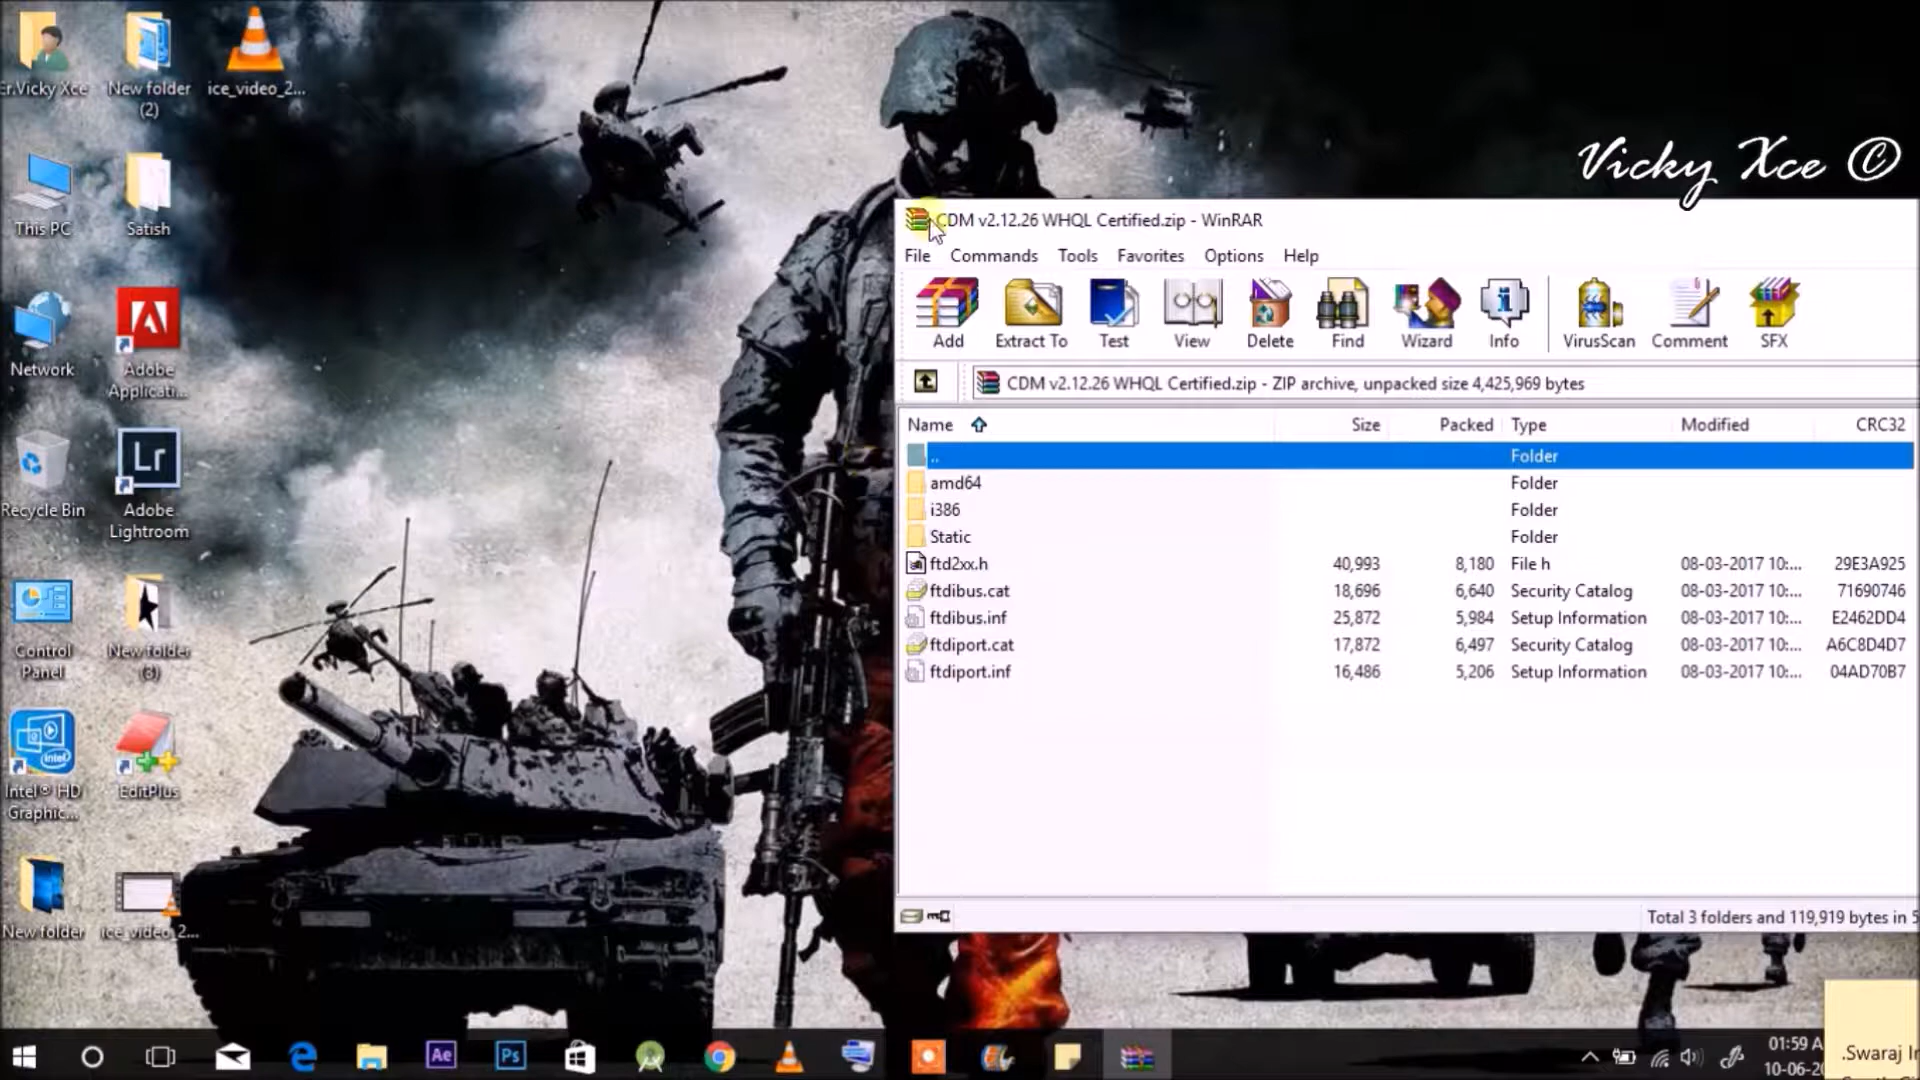 Er.Vicky Xce
New folder
(2)
ice_video_2...
This PC
Satish
Network
Adobe
Applicati...
Recycle Bin
Lr
Adobe
Lightroom
Control
Panel
New folder
(3)
intel
Intel® HD
Graphic...
EditPlus
New folder
ice_video_2...
Vicky Xce ©
CDM v2.12.26 WHQL Certified.zip - WinRAR
File Commands Tools Favorites Options Help
Add Extract To Test View Delete Find Wizard Info VirusScan Comment SFX
CDM v2.12.26 WHQL Certified.zip - ZIP archive, unpacked size 4,425,969 bytes
Name Size Packed Type Modified CRC32
.. Folder
amd64 Folder
i386 Folder
Static Folder
ftd2xx.h 40,993 8,180 File h 08-03-2017 10:... 29E3A925
ftdibus.cat 18,696 6,640 Security Catalog 08-03-2017 10:... 71690746
ftdibus.inf 25,872 5,984 Setup Information 08-03-2017 10:... E2462DD4
ftdiport.cat 17,872 6,497 Security Catalog 08-03-2017 10:... A6C8D4D7
ftdiport.inf 16,486 5,206 Setup Information 08-03-2017 10:... 04AD70B7
Total 3 folders and 119,919 bytes in 5
Ae Ps
01:59 A
10-06-20
.Swaraj